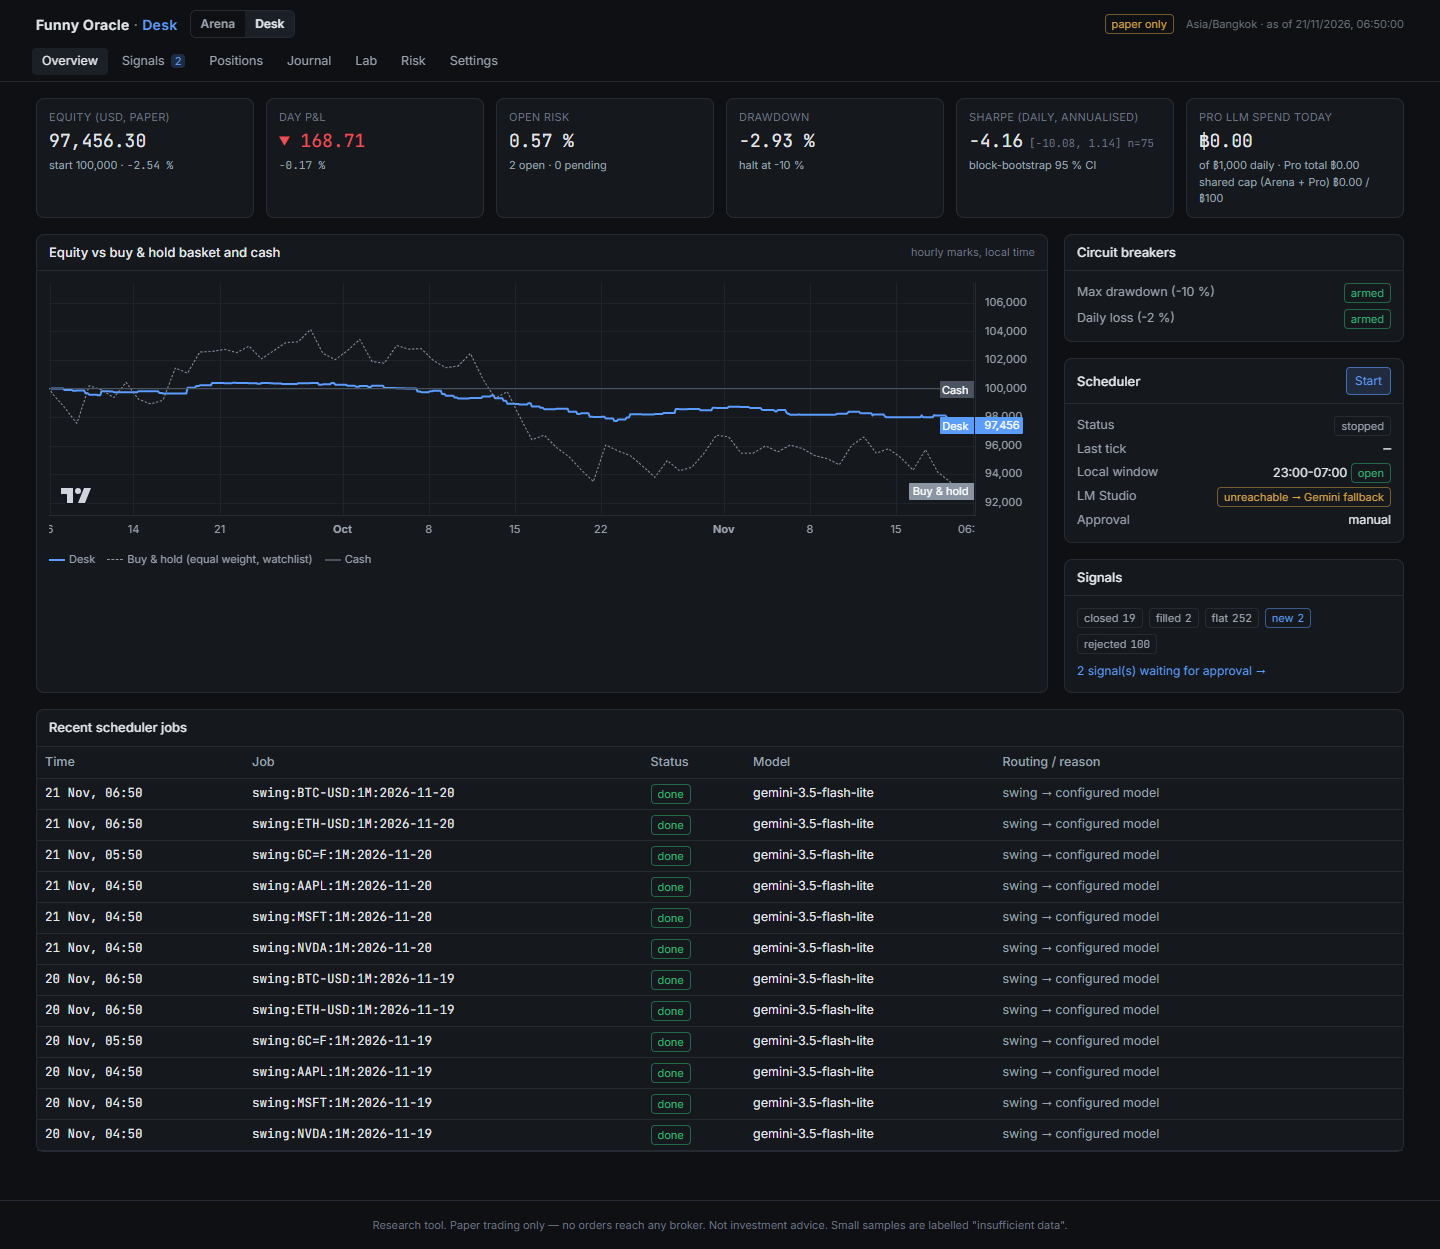 Funny Oracle · Desk Arena Desk
paper only Asia/Bangkok · as of 21/11/2026, 06:50:00
Overview Signals 2 Positions Journal Lab Risk Settings
EQUITY (USD, PAPER)
97,456.30
start 100,000 · -2.54 %
DAY P&L
▼ 168.71
-0.17 %
OPEN RISK
0.57 %
2 open · 0 pending
DRAWDOWN
-2.93 %
halt at -10 %
SHARPE (DAILY, ANNUALISED)
-4.16 [-10.08, 1.14] n=75
block-bootstrap 95 % CI
PRO LLM SPEND TODAY
฿0.00
of ฿1,000 daily · Pro total ฿0.00
shared cap (Arena + Pro) ฿0.00 /
฿100
Equity vs buy & hold basket and cash
hourly marks, local time
106,000
104,000
102,000
Cash 100,000
98,000
Desk 97,456
96,000
94,000
Buy & hold
92,000
6 14 21 Oct 8 15 22 Nov 8 15 06:
Desk Buy & hold (equal weight, watchlist) Cash
Circuit breakers
Max drawdown (-10 %) armed
Daily loss (-2 %) armed
Scheduler Start
Status stopped
Last tick –
Local window 23:00-07:00 open
LM Studio unreachable → Gemini fallback
Approval manual
Signals
closed 19 filled 2 flat 252 new 2
rejected 100
2 signal(s) waiting for approval →
Recent scheduler jobs
Time Job Status Model Routing / reason
21 Nov, 06:50 swing:BTC-USD:1M:2026-11-20 done gemini-3.5-flash-lite swing → configured model
21 Nov, 06:50 swing:ETH-USD:1M:2026-11-20 done gemini-3.5-flash-lite swing → configured model
21 Nov, 05:50 swing:GC=F:1M:2026-11-20 done gemini-3.5-flash-lite swing → configured model
21 Nov, 04:50 swing:AAPL:1M:2026-11-20 done gemini-3.5-flash-lite swing → configured model
21 Nov, 04:50 swing:MSFT:1M:2026-11-20 done gemini-3.5-flash-lite swing → configured model
21 Nov, 04:50 swing:NVDA:1M:2026-11-20 done gemini-3.5-flash-lite swing → configured model
20 Nov, 06:50 swing:BTC-USD:1M:2026-11-19 done gemini-3.5-flash-lite swing → configured model
20 Nov, 06:50 swing:ETH-USD:1M:2026-11-19 done gemini-3.5-flash-lite swing → configured model
20 Nov, 05:50 swing:GC=F:1M:2026-11-19 done gemini-3.5-flash-lite swing → configured model
20 Nov, 04:50 swing:AAPL:1M:2026-11-19 done gemini-3.5-flash-lite swing → configured model
20 Nov, 04:50 swing:MSFT:1M:2026-11-19 done gemini-3.5-flash-lite swing → configured model
20 Nov, 04:50 swing:NVDA:1M:2026-11-19 done gemini-3.5-flash-lite swing → configured model
Research tool. Paper trading only — no orders reach any broker. Not investment advice. Small samples are labelled "insufficient data".